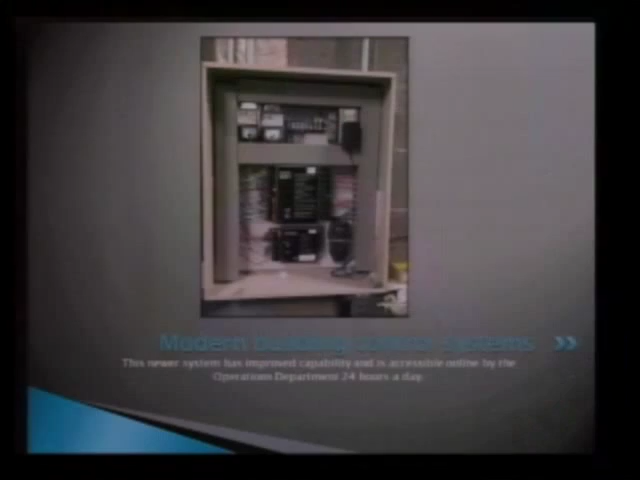 Modern building control systems
This newer system has improved capability and is accessible online by the
Operations Department 24 hours a day.